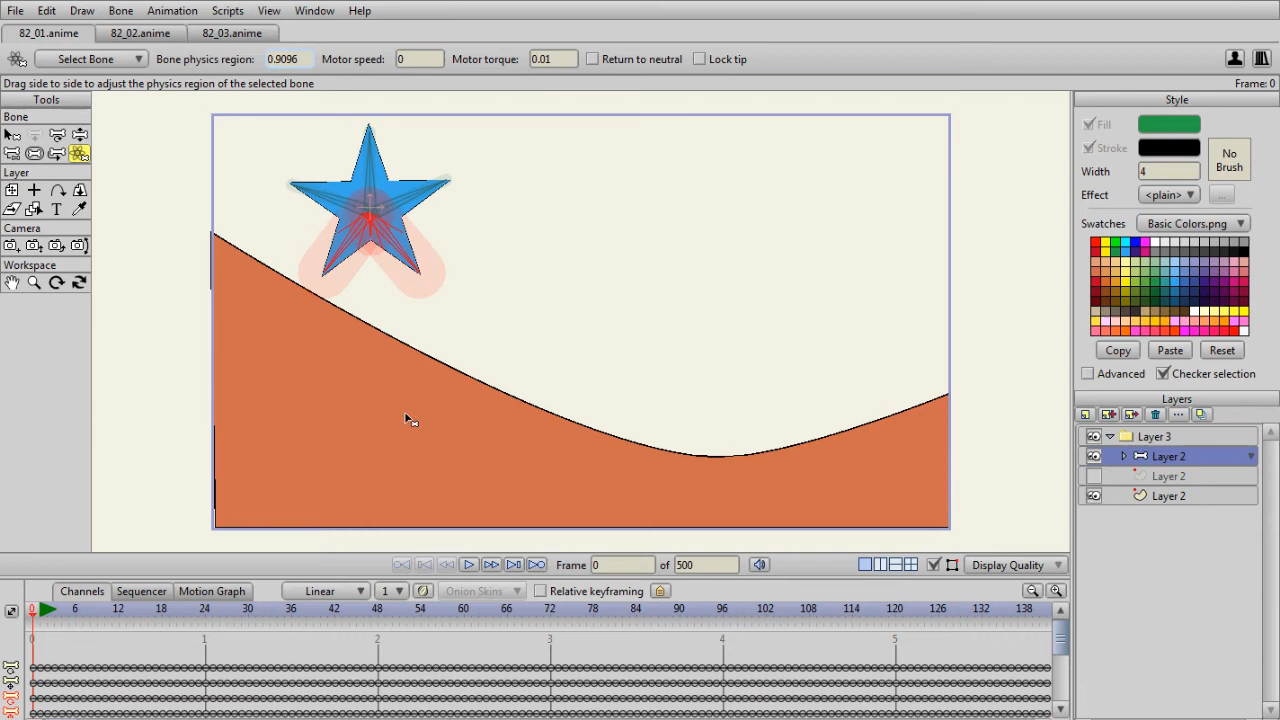 File Edit Draw Bone Animation Scripts View Window Help
82_01.anime 82_02.anime 82_03.anime
Select Bone Bone physics region: 0.9096 Motor speed: 0 Motor torque: 0.01 Return to neutral Lock tip
Drag side to side to adjust the physics region of the selected bone Frame: 0
Tools
Bone
Layer
T
Camera
Workspace
Style
Fill
Stroke
Width 4
No
Brush
Effect <plain> ...
Swatches Basic Colors.png
Copy Paste Reset
Advanced Checker selection
Layers
Layer 3
Layer 2
Layer 2
Layer 2
Frame 0 of 500 Display Quality
Channels Sequencer Motion Graph Linear 1 Onion Skins Relative keyframing
0 6 12 18 24 30 36 42 48 54 60 66 72 78 84 90 96 102 108 114 120 126 132 138
0 1 2 3 4 5